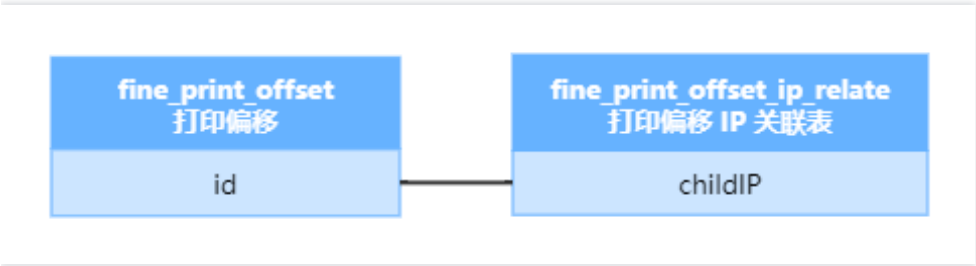 fine_print_offset
打印偏移
id
fine_print_offset_ip_relate
打印偏移 IP 关联表
childIP